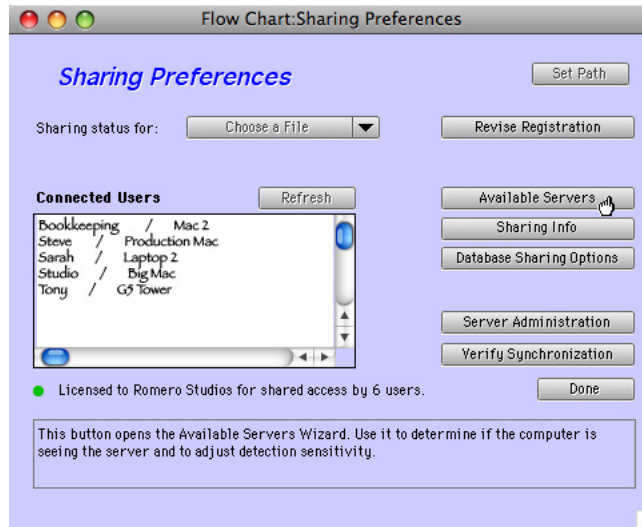 Flow Chart:Sharing Preferences
Sharing Preferences
Set Path
Sharing status for:
Choose a File
Revise Registration
Connected Users
Refresh
Available Servers
Bookkeeping / Mac 2
Steve / Production Mac
Sarah / Laptop 2
Studio / Big Mac
Tony / G5 Tower
Sharing Info
Database Sharing Options
Server Administration
Verify Synchronization
Licensed to Romero Studios for shared access by 6 users.
Done
This button opens the Available Servers Wizard. Use it to determine if the computer is
seeing the server and to adjust detection sensitivity.